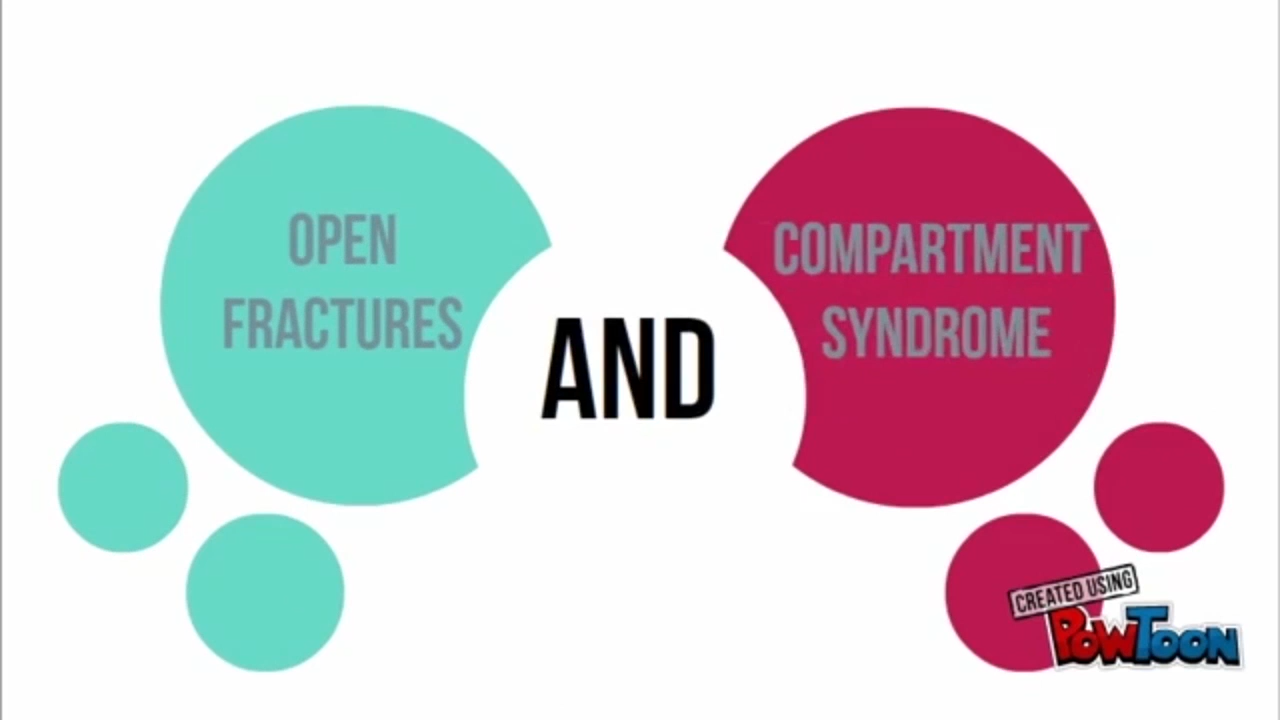 OPEN
FRACTURES
AND
COMPARTMENT
SYNDROME
CREATED USING
POWTOON